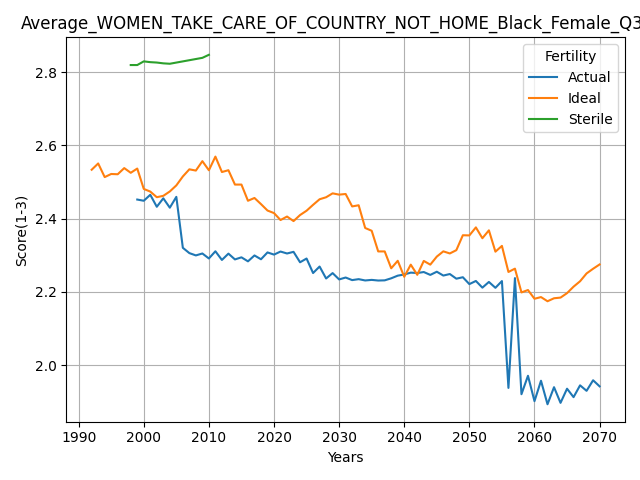 Average_WOMEN_TAKE_CARE_OF_COUNTRY_NOT_HOME_Black_Female_Q3
Fertility
Actual
Ideal
Sterile
Score(1-3)
2.8
2.6
2.4
2.2
2.0
1990 2000 2010 2020 2030 2040 2050 2060 2070
Years